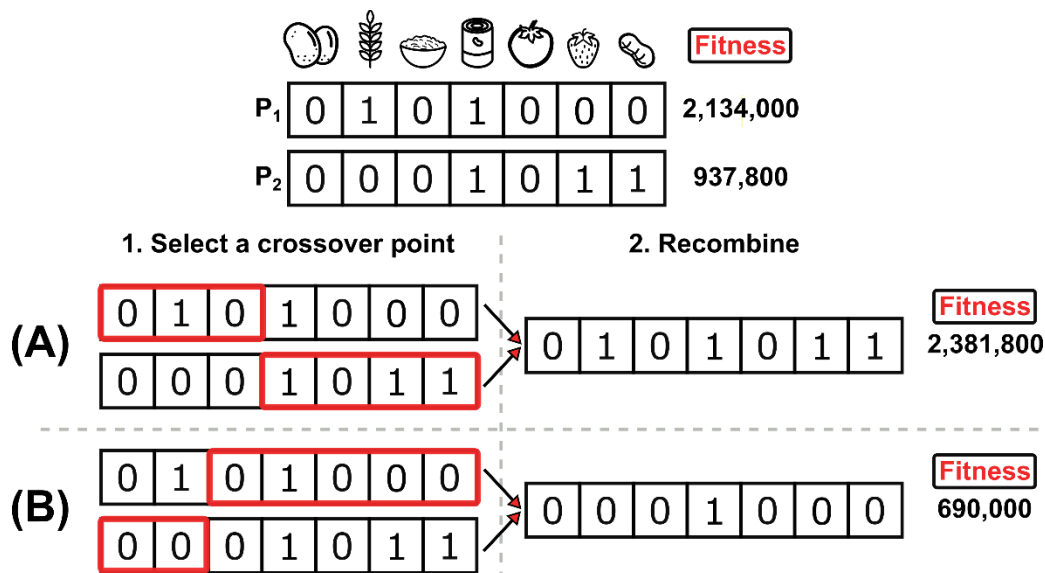 Fitness
P₁ 0 1 0 1 0 0 0 2,134,000
P₂ 0 0 0 1 0 1 1 937,800
1. Select a crossover point 2. Recombine
(A)
0 1 0 1 0 0 0
0 0 0 1 0 1 1
0 1 0 1 0 1 1
Fitness
2,381,800
(B)
0 1 0 1 0 0 0
0 0 0 1 0 1 1
0 0 0 1 0 0 0
Fitness
690,000